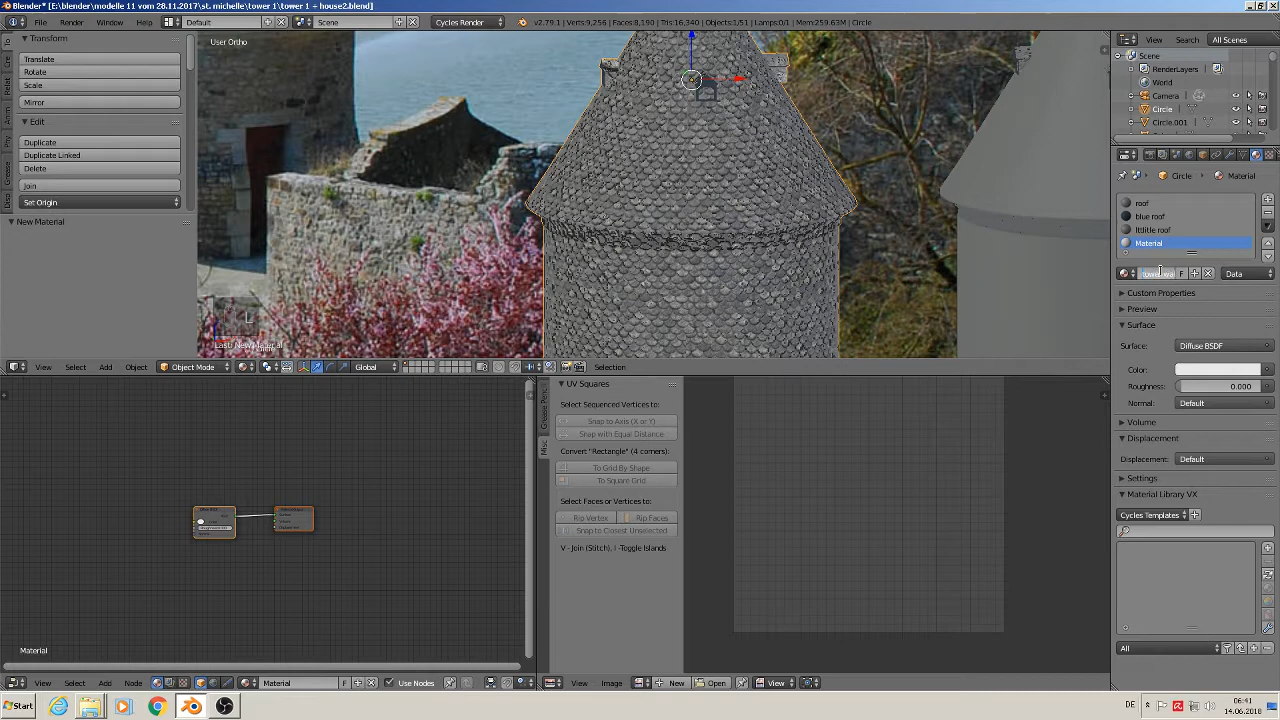 Blender* [E:\blender\modelle 11 vom 28.11.2017\st. michelle\tower 1\tower 1 + house2.blend]
File Render Window Help Default Scene Cycles Render v2.79.1 | Verts:9,256 | Faces:8,190 | Tris:16,340 | Objects:1/51 | Lamps:0/1 | Mem:259.63M | Circle
View Search All Scenes
Transform
User Ortho
Scene
Translate
RenderLayers
Rotate
World
Scale
Camera
Mirror
Circle
Edit
Circle.001
Duplicate
Duplicate Linked
Delete
Circle Material
Join
roof
Set Origin
blue roof
New Material
lttlitle roof
Material
F Data
Custom Properties
Preview
Surface
Last: New Material
Surface: Diffuse BSDF
View Select Add Object Object Mode Global Selection
Color:
UV Squares
Roughness: 0.000
Select Sequenced Vertices to:
Normal: Default
Snap to Axis (X or Y)
Volume
Snap with Equal Distance
Displacement
Convert "Rectangle" (4 corners):
Displacement: Default
To Grid By Shape
Settings
To Square Grid
Material Library VX
Select Faces or Vertices to:
Cycles Templates
Rip Vertex Rip Faces
Snap to Closest Unselected
V - Join (Stitch), I -Toggle Islands
Material
All
View Select Add Node Material F Use Nodes View Image New Open View
Start DE 06:41
14.06.2018